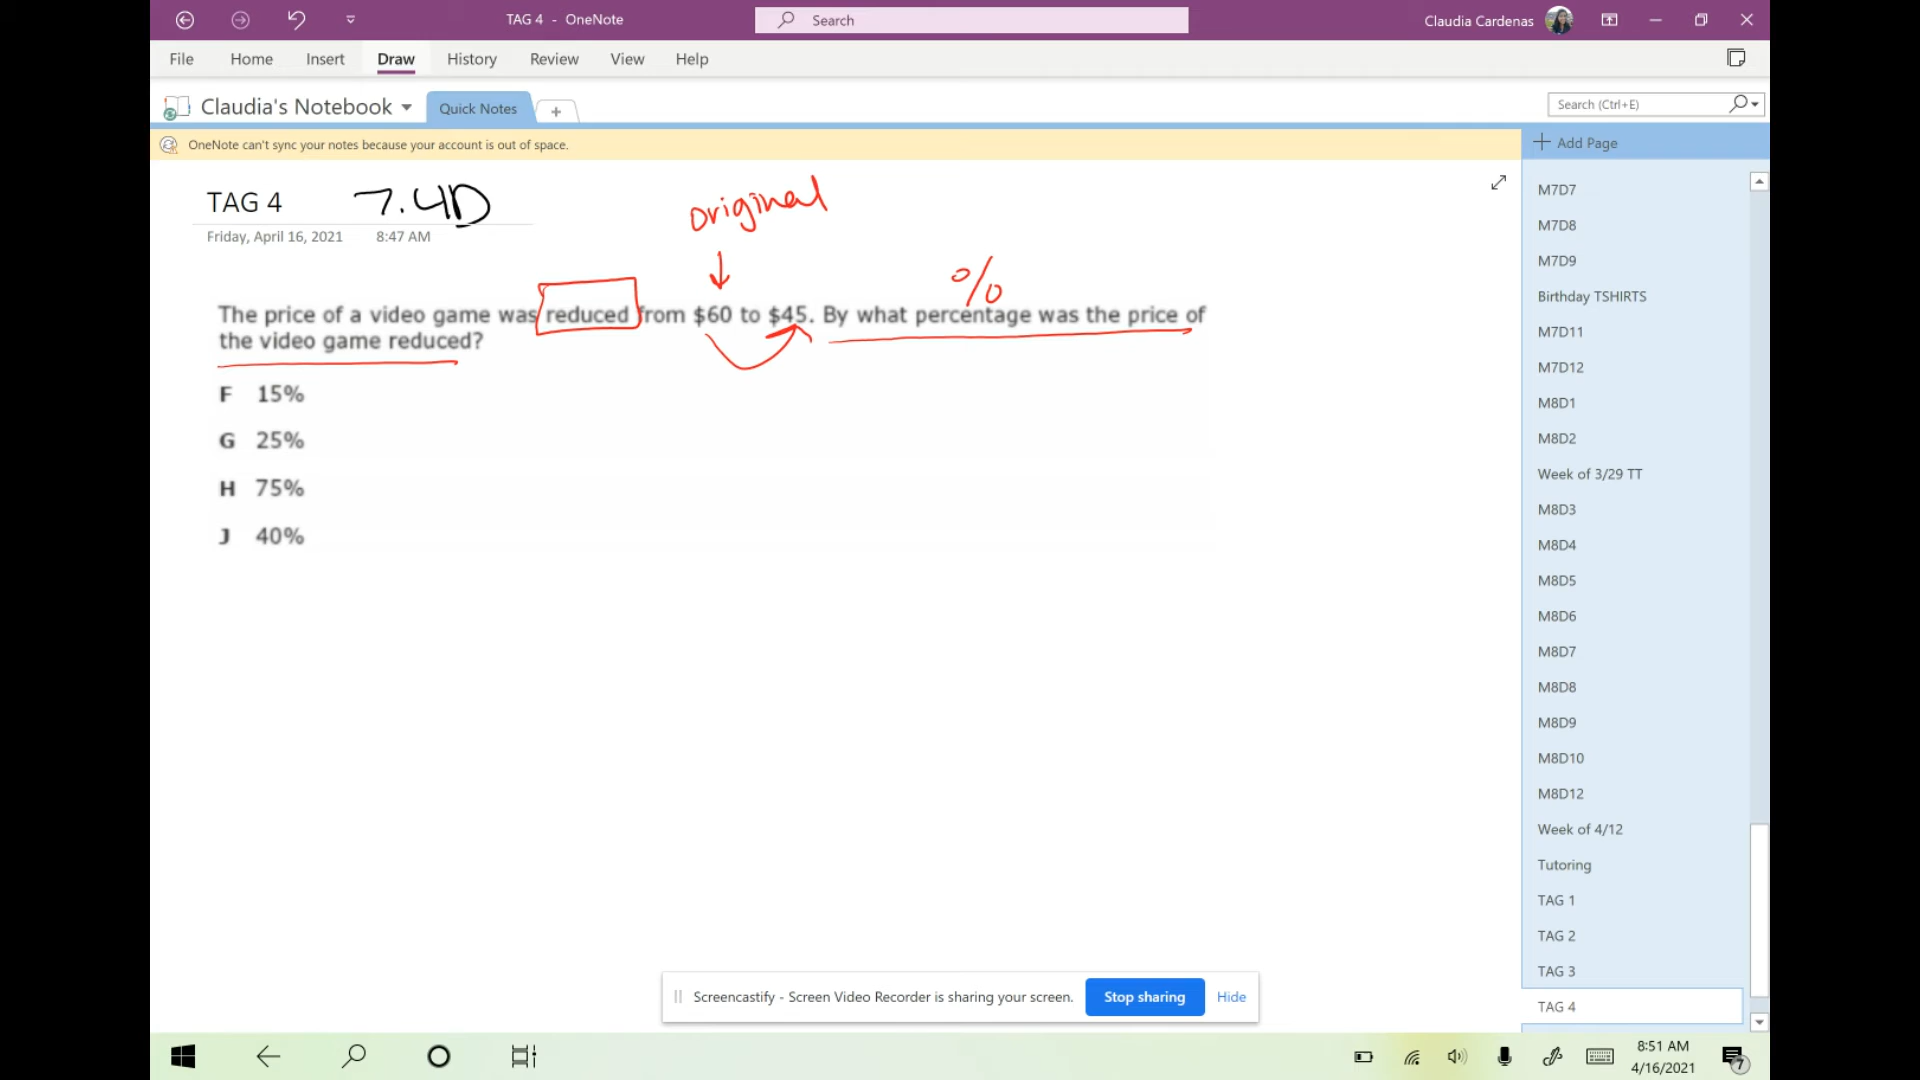 TAG 4 - OneNote
Search
Claudia Cardenas
File Home Insert Draw History Review View Help
Claudia's Notebook
Quick Notes
Search (Ctrl+E)
OneNote can't sync your notes because your account is out of space.
Add Page
TAG 4 7.4D
Friday, April 16, 2021 8:47 AM
original
%
The price of a video game was reduced from $60 to $45. By what percentage was the price of
the video game reduced?
F 15%
G 25%
H 75%
J 40%
M7D7
M7D8
M7D9
Birthday TSHIRTS
M7D11
M7D12
M8D1
M8D2
Week of 3/29 TT
M8D3
M8D4
M8D5
M8D6
M8D7
M8D8
M8D9
M8D10
M8D12
Week of 4/12
Tutoring
TAG 1
TAG 2
TAG 3
TAG 4
Screencastify - Screen Video Recorder is sharing your screen. Stop sharing Hide
8:51 AM
4/16/2021
7